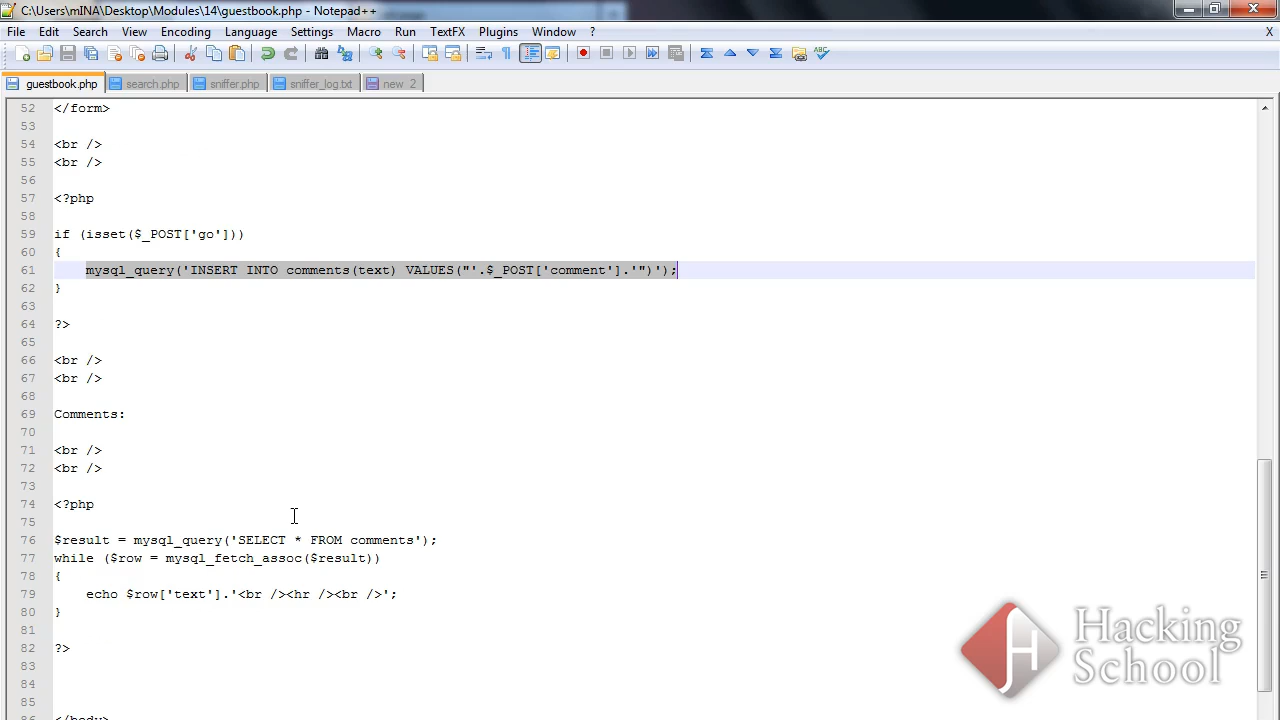 C:\Users\mINA\Desktop\Modules\14\guestbook.php - Notepad++
File Edit Search View Encoding Language Settings Macro Run TextFX Plugins Window ? X
guestbook.php search.php sniffer.php sniffer_log.txt new 2
52 </form>
53
54 <br />
55 <br />
56
57 <?php
58
59 if (isset($_POST['go']))
60 {
61 mysql_query('INSERT INTO comments(text) VALUES("'.$_POST['comment'].'")');
62 }
63
64 ?>
65
66 <br />
67 <br />
68
69 Comments:
70
71 <br />
72 <br />
73
74 <?php
75
76 $result = mysql_query('SELECT * FROM comments');
77 while ($row = mysql_fetch_assoc($result))
78 {
79 echo $row['text'].'<br /><hr /><br />';
80 }
81
82 ?>
83
84
85
86 </body>
Hacking
School